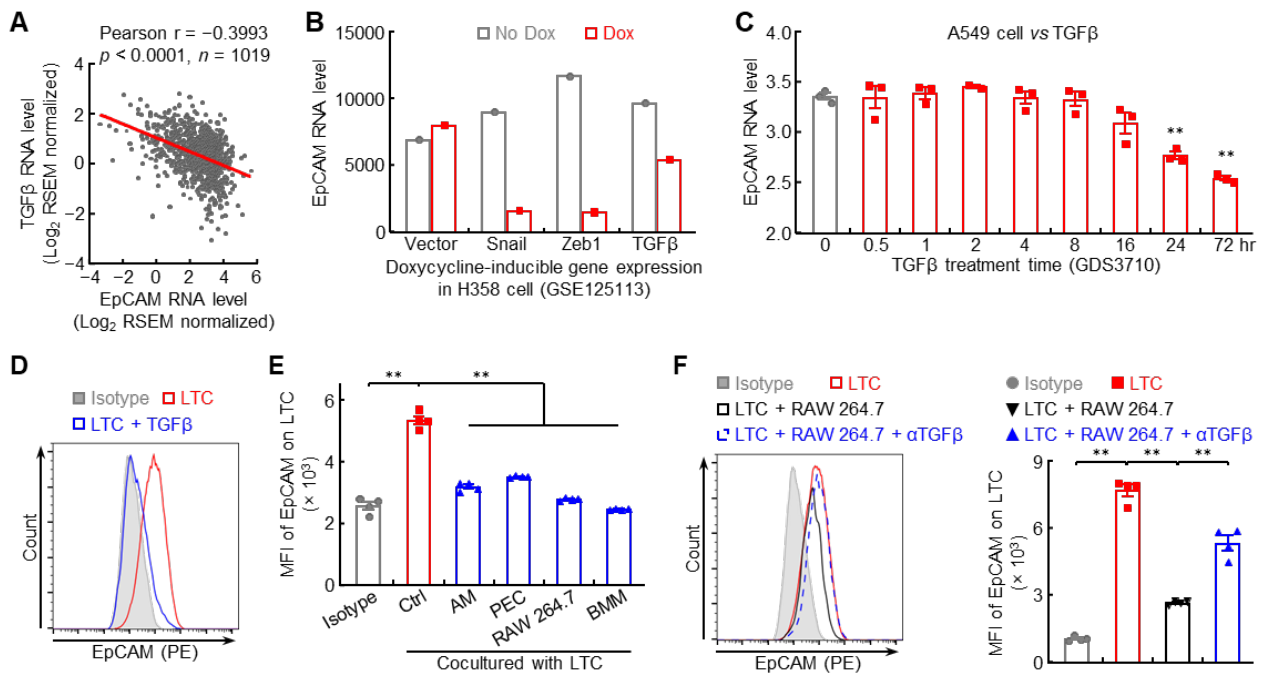 A
Pearson r = −0.3993
p < 0.0001, n = 1019
TGFβ RNA level
(Log2 RSEM normalized)
4
2
0
−2
−4
−4 −2 0 2 4 6
EpCAM RNA level
(Log2 RSEM normalized)
B
No Dox Dox
EpCAM RNA level
15000
10000
5000
0
Vector Snail Zeb1 TGFβ
Doxycycline-inducible gene expression
in H358 cell (GSE125113)
C
A549 cell vs TGFβ
EpCAM RNA level
4.0
3.5
3.0
2.5
2.0
** **
0 0.5 1 2 4 8 16 24 72 hr
TGFβ treatment time (GDS3710)
D
Isotype LTC
LTC + TGFβ
Count
EpCAM (PE)
E
MFI of EpCAM on LTC
(× 10³)
** **
6
4
2
0
Isotype Ctrl AM PEC RAW 264.7 BMM
Cocultured with LTC
F
Isotype LTC
LTC + RAW 264.7
LTC + RAW 264.7 + αTGFβ
Count
EpCAM (PE)
Isotype LTC
LTC + RAW 264.7
LTC + RAW 264.7 + αTGFβ
MFI of EpCAM on LTC
(× 10³)
** ** **
9
6
3
0